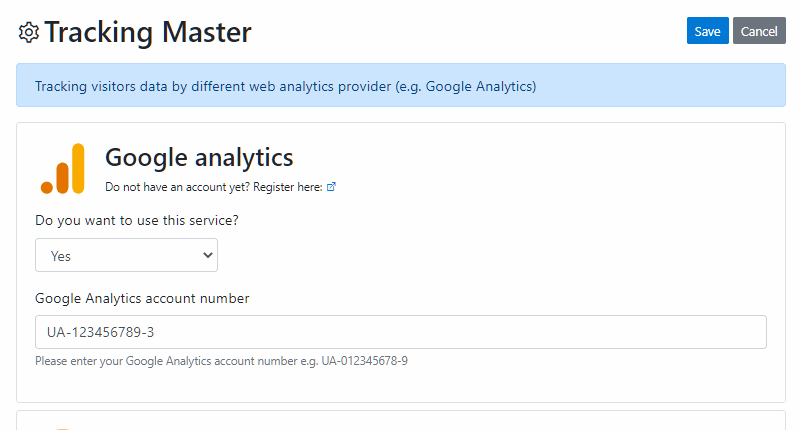 Tracking Master
Save
Cancel
Tracking visitors data by different web analytics provider (e.g. Google Analytics)
Google analytics
Do not have an account yet? Register here:
Do you want to use this service?
Yes
Google Analytics account number
UA-123456789-3
Please enter your Google Analytics account number e.g. UA-012345678-9